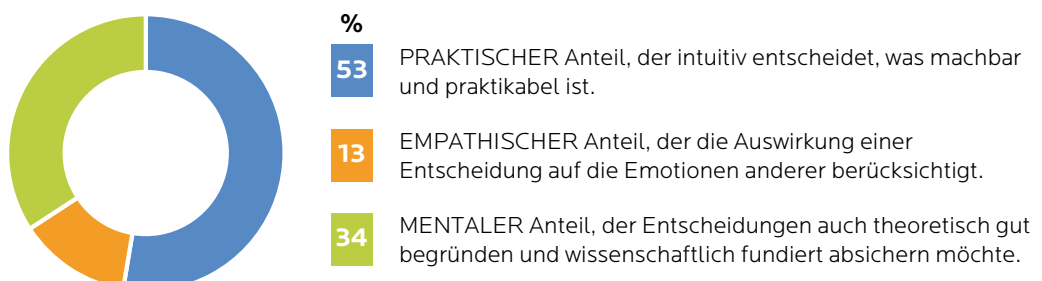 %
53
PRAKTISCHER Anteil, der intuitiv entscheidet, was machbar
und praktikabel ist.
13
EMPATHISCHER Anteil, der die Auswirkung einer
Entscheidung auf die Emotionen anderer berücksichtigt.
34
MENTALER Anteil, der Entscheidungen auch theoretisch gut
begründen und wissenschaftlich fundiert absichern möchte.